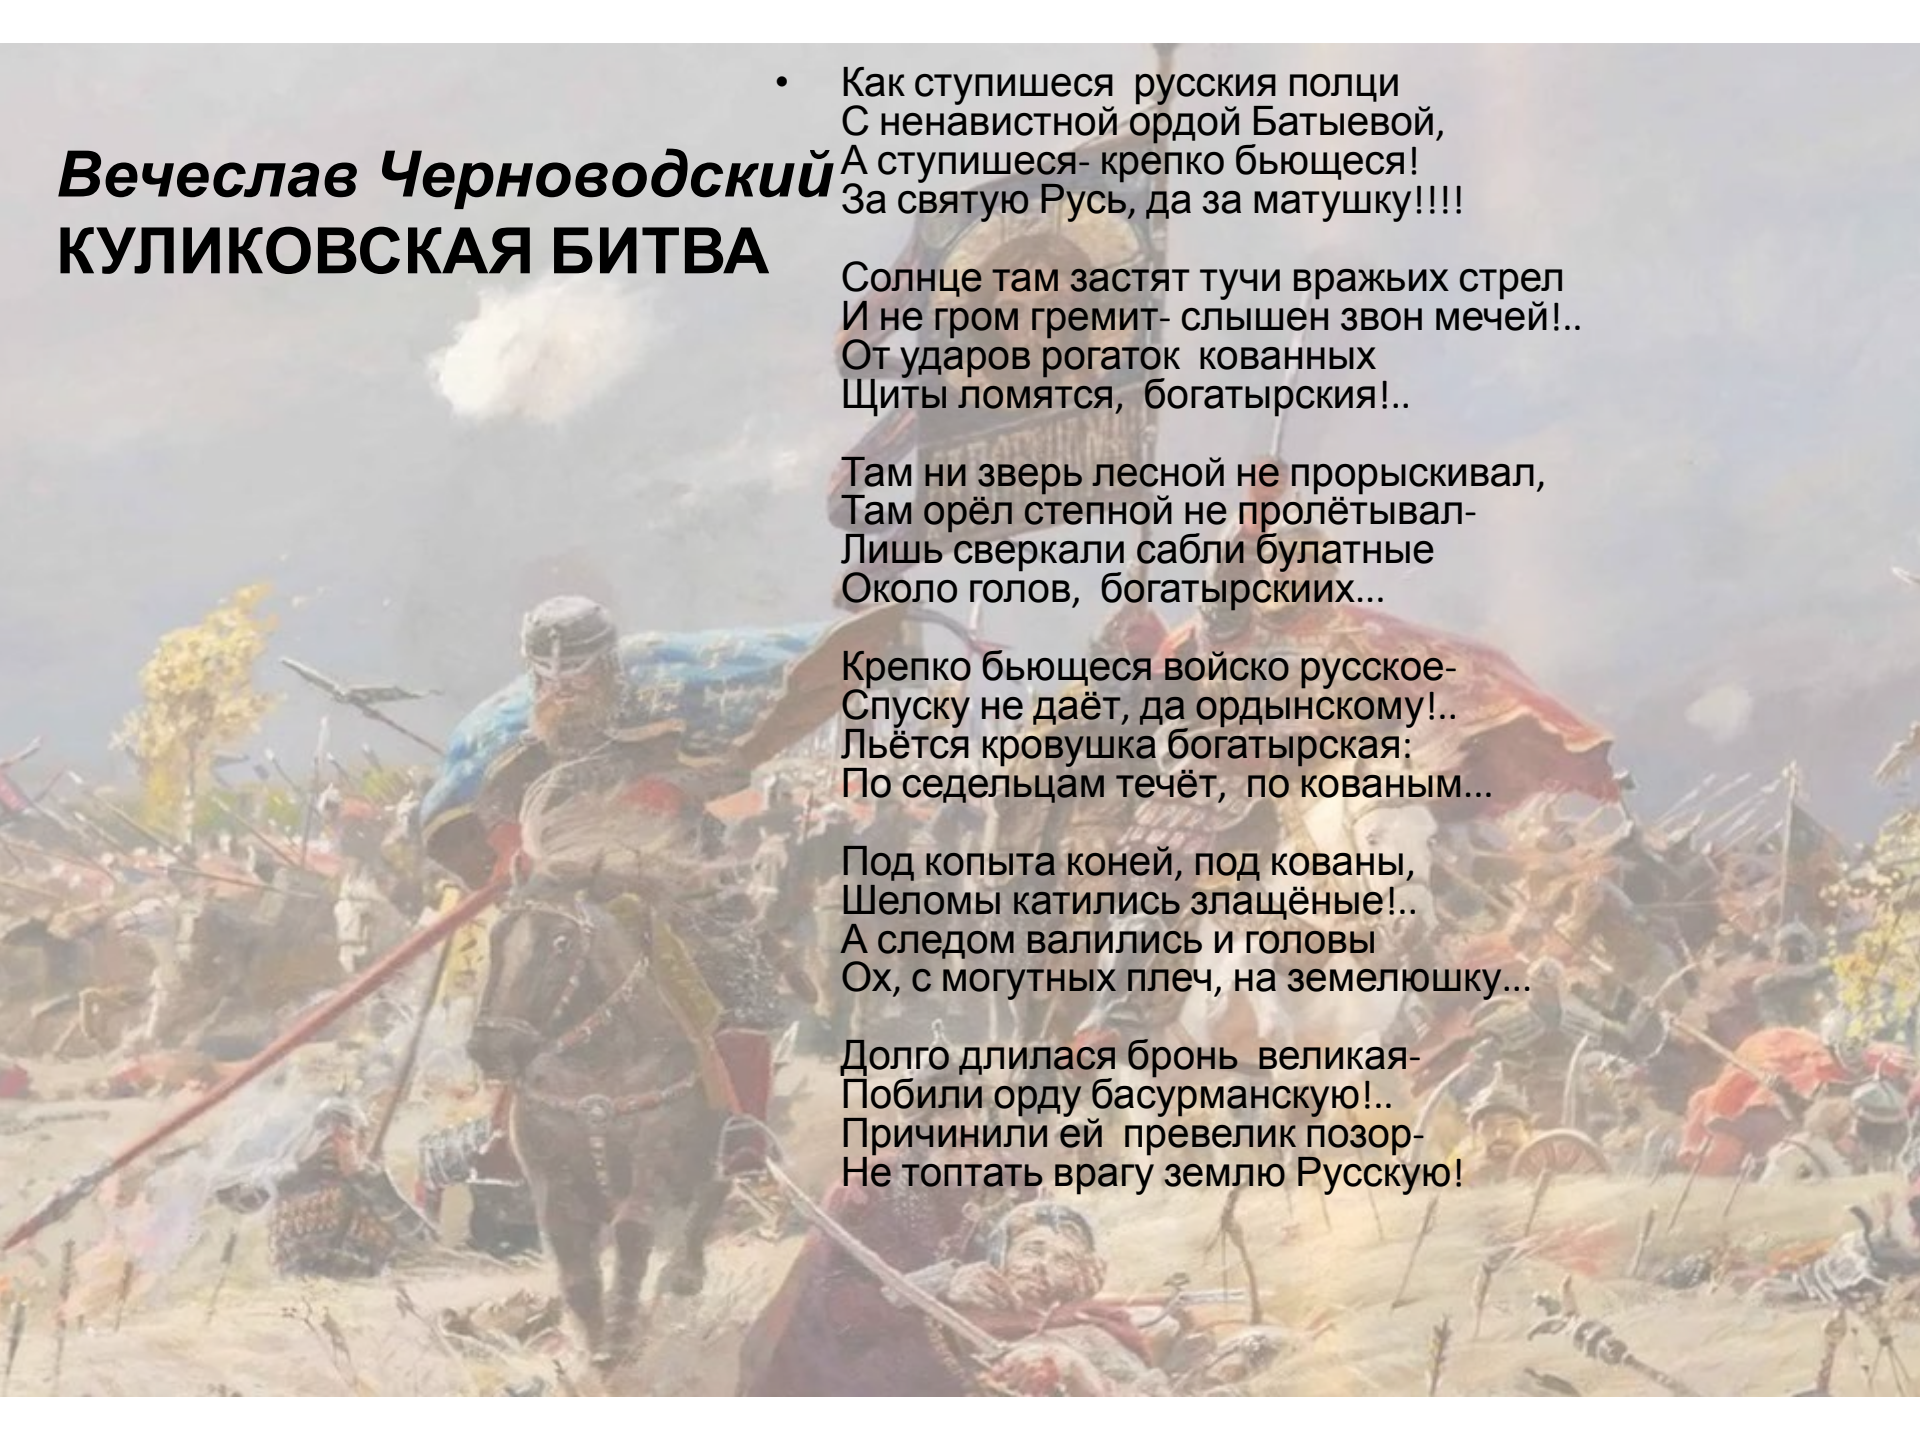 Вечеслав Черноводский
КУЛИКОВСКАЯ БИТВА
• Как ступишеся русския полци
С ненавистной ордой Батыевой,
А ступишеся- крепко бьющеся!
За святую Русь, да за матушку!!!!
Солнце там застят тучи вражьих стрел
И не гром гремит- слышен звон мечей!..
От ударов рогаток кованных
Щиты ломятся, богатырския!..
Там ни зверь лесной не прорыскивал,
Там орёл степной не пролётывал-
Лишь сверкали сабли булатные
Около голов, богатырскиих...
Крепко бьющеся войско русское-
Спуску не даёт, да ордынскому!..
Льётся кровушка богатырская:
По седельцам течёт, по кованым...
Под копыта коней, под кованы,
Шеломы катились злащёные!..
А следом валились и головы
Ох, с могутных плеч, на земелюшку...
Долго длилася бронь великая-
Побили орду басурманскую!..
Причинили ей превелик позор-
Не топтать врагу землю Русскую!